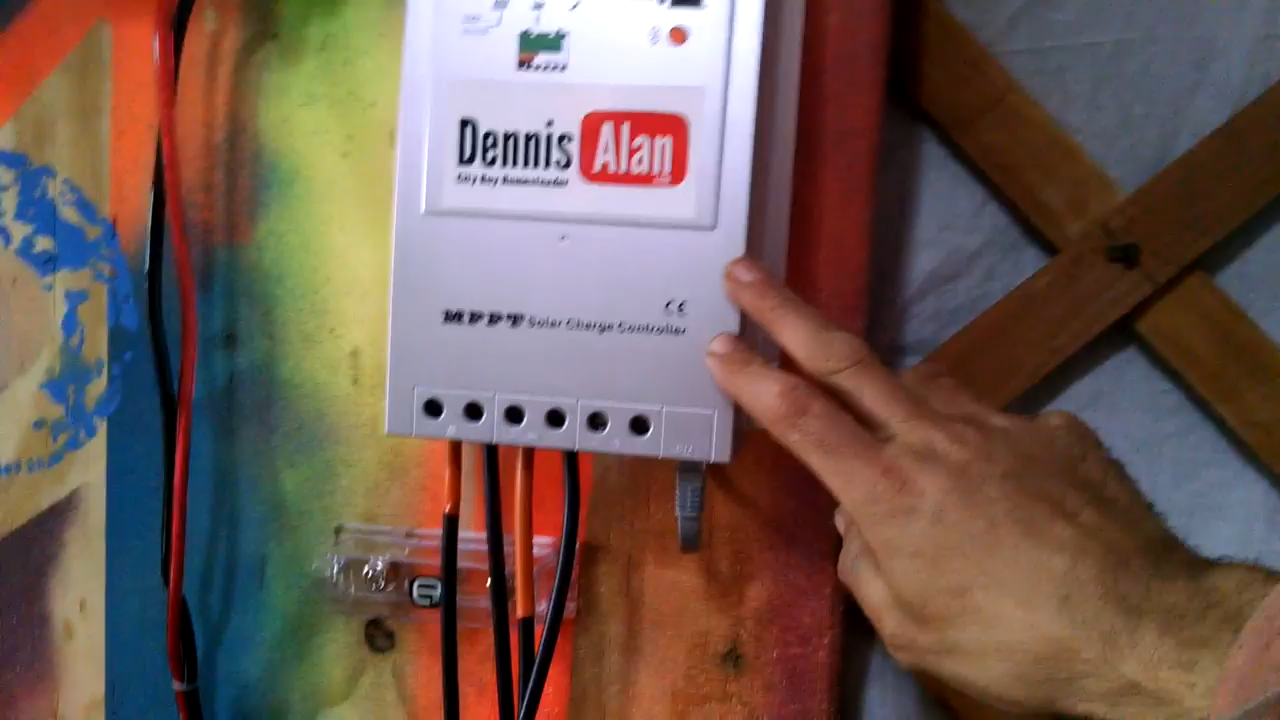 Dennis Alan
City Boy Homesteader
CE
MPPT Solar Charge Controller